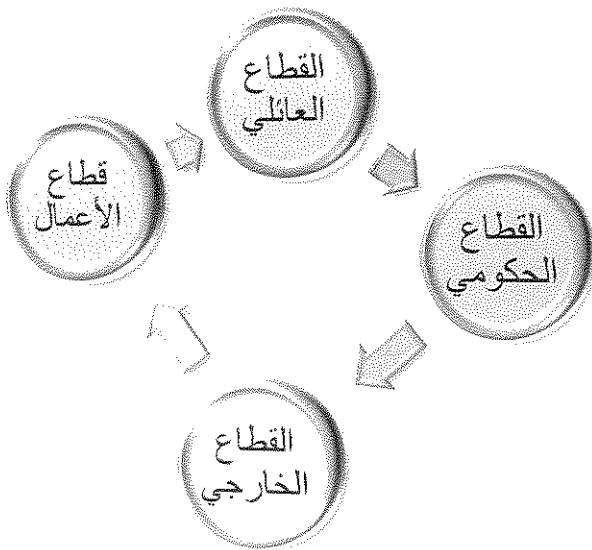 القطاع
العائلي
القطاع
الحكومي
القطاع
الخارجي
قطاع
الأعمال